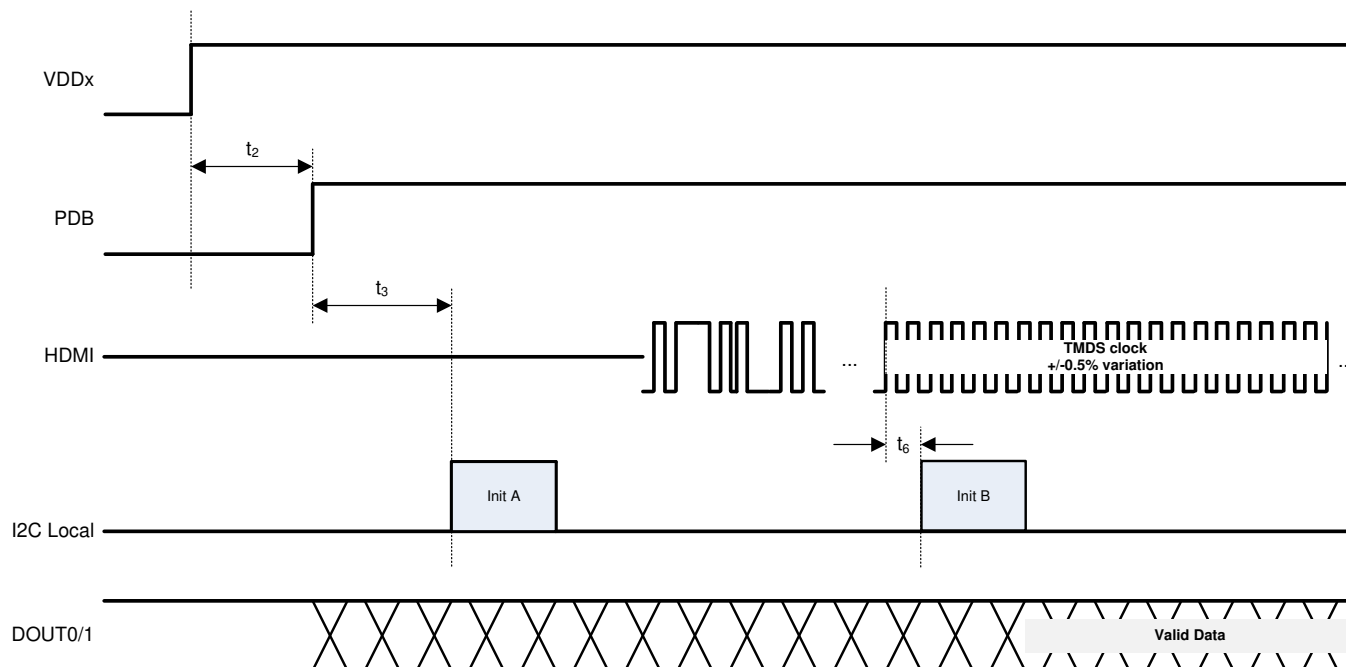 VDDx
t2
PDB
t3
HDMI
TMDS clock
+/-0.5% variation
...
...
t6
Init A
Init B
I2C Local
DOUT0/1
Valid Data